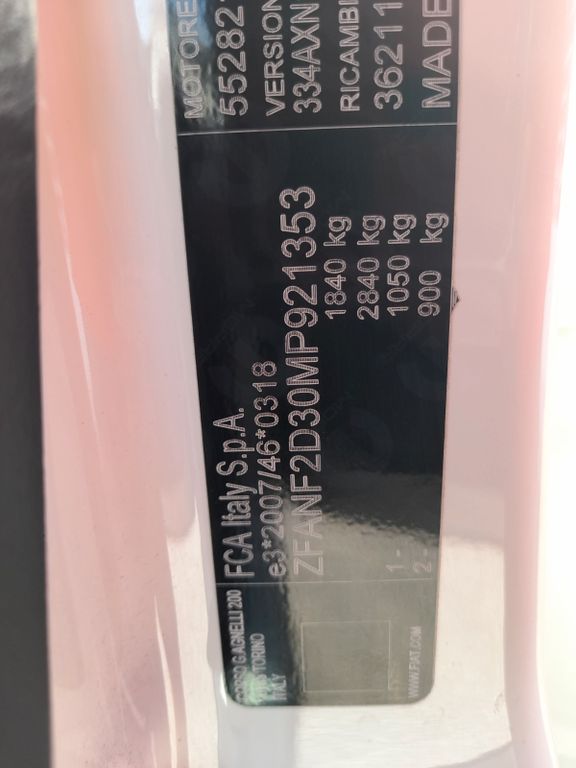 CORSO G.AGNELLI 200
TORINO
ITALY
WWW.FIAT.COM
FCA Italy S.p.A.
e3*2007/46*0318
ZFANF2D30MP921353
1840 kg
2840 kg
1- 1050 kg
2- 900 kg
MOTORE
55282
VERSION
334AXN
RICAMBI
36211
MADE